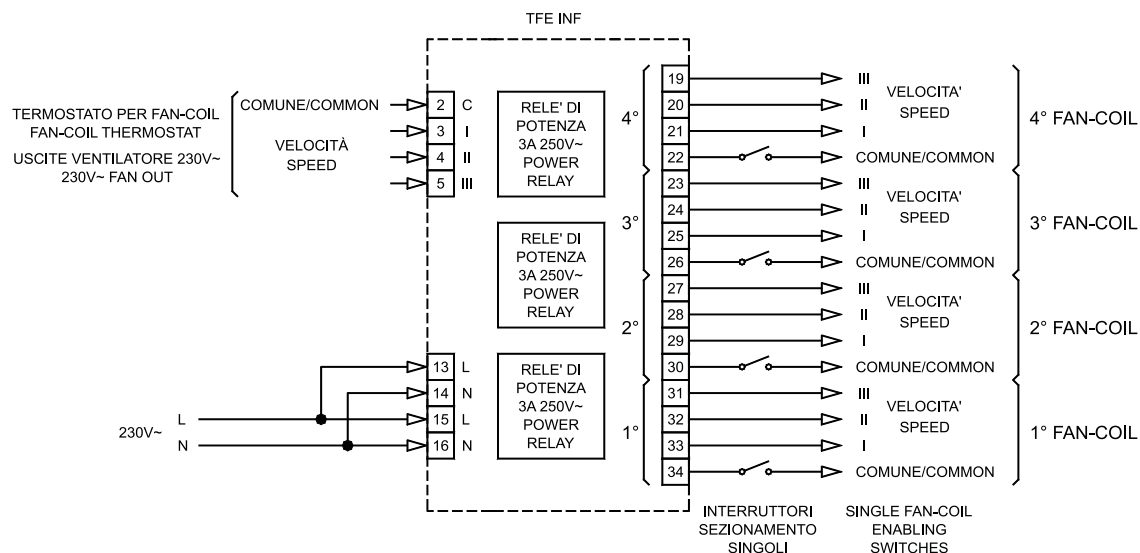 TFE INF
TERMOSTATO PER FAN-COIL
FAN-COIL THERMOSTAT
USCITE VENTILATORE 230V~
230V~ FAN OUT
COMUNE/COMMON
VELOCITÀ
SPEED
2 C
3 I
4 II
5 III
RELE' DI
POTENZA
3A 250V~
POWER
RELAY
RELE' DI
POTENZA
3A 250V~
POWER
RELAY
RELE' DI
POTENZA
3A 250V~
POWER
RELAY
230V~
L
N
13 L
14 N
15 L
16 N
4°
19 III
20 II
21 I
22 COMUNE/COMMON
VELOCITA'
SPEED
4° FAN-COIL
3°
23 III
24 II
25 I
26 COMUNE/COMMON
VELOCITA'
SPEED
3° FAN-COIL
2°
27 III
28 II
29 I
30 COMUNE/COMMON
VELOCITA'
SPEED
2° FAN-COIL
1°
31 III
32 II
33 I
34 COMUNE/COMMON
VELOCITA'
SPEED
1° FAN-COIL
INTERRUTTORI
SEZIONAMENTO
SINGOLI
SINGLE FAN-COIL
ENABLING
SWITCHES